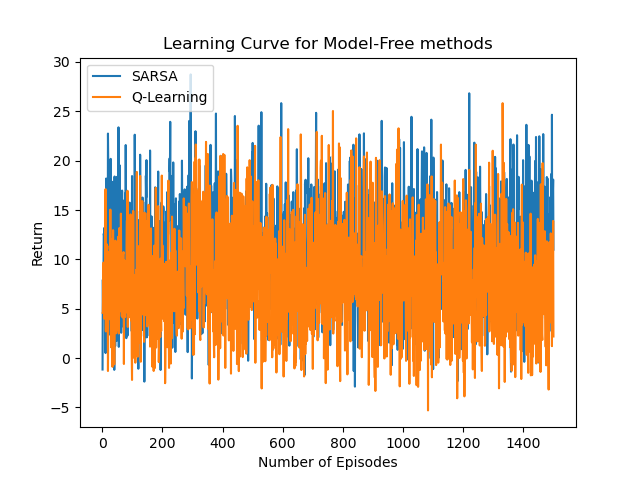 Learning Curve for Model-Free methods
30
25
20
15
10
5
0
−5
Return
SARSA
Q-Learning
0 200 400 600 800 1000 1200 1400
Number of Episodes